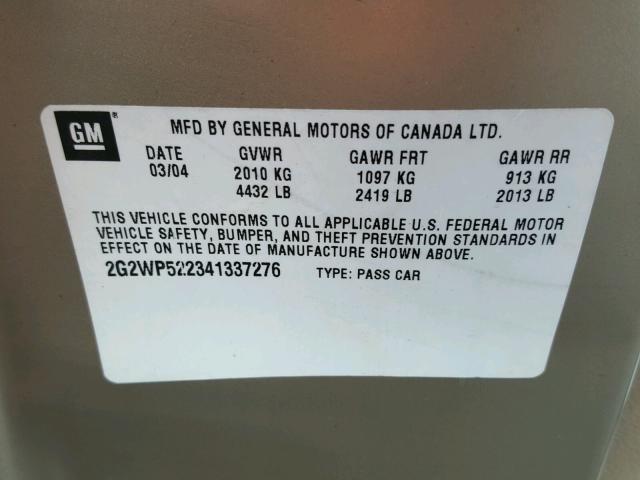 GM ®
MFD BY GENERAL MOTORS OF CANADA LTD.
DATE GVWR GAWR FRT GAWR RR
03/04 2010 KG 1097 KG 913 KG
4432 LB 2419 LB 2013 LB
THIS VEHICLE CONFORMS TO ALL APPLICABLE U.S. FEDERAL MOTOR
VEHICLE SAFETY, BUMPER, AND THEFT PREVENTION STANDARDS IN
EFFECT ON THE DATE OF MANUFACTURE SHOWN ABOVE.
2G2WP522341337276 TYPE: PASS CAR